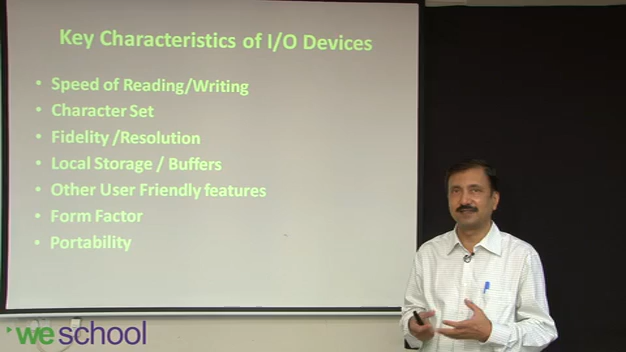 Key Characteristics of I/O Devices
• Speed of Reading/Writing
• Character Set
• Fidelity /Resolution
• Local Storage / Buffers
• Other User Friendly features
• Form Factor
• Portability
weschool